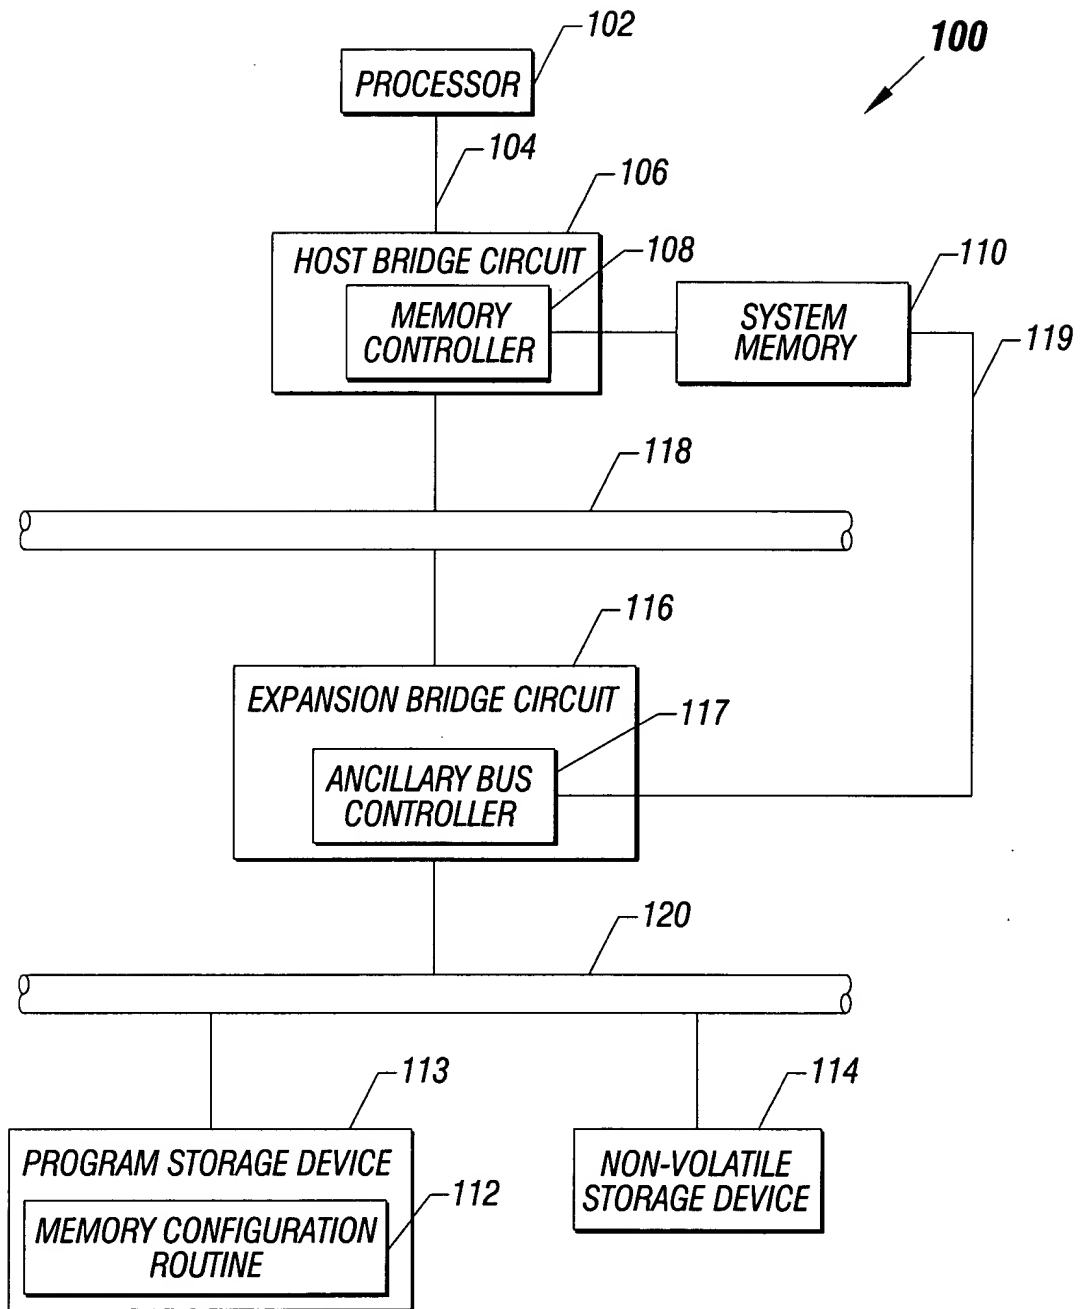 102
100
PROCESSOR
104
106
HOST BRIDGE CIRCUIT
108
110
MEMORY
CONTROLLER
SYSTEM
MEMORY
119
118
116
EXPANSION BRIDGE CIRCUIT
117
ANCILLARY BUS
CONTROLLER
120
113
114
PROGRAM STORAGE DEVICE
112
MEMORY CONFIGURATION
ROUTINE
NON-VOLATILE
STORAGE DEVICE